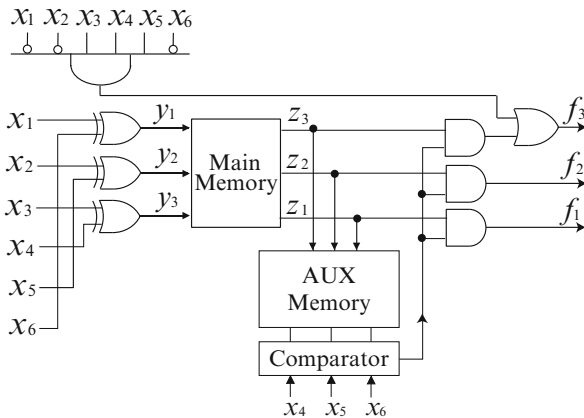 x1 x2 x3 x4 x5 x6
x1
x2
x3
x4
x5
x6
y1
y2
y3
Main
Memory
z3
z2
z1
f3
f2
f1
AUX
Memory
Comparator
x4 x5 x6